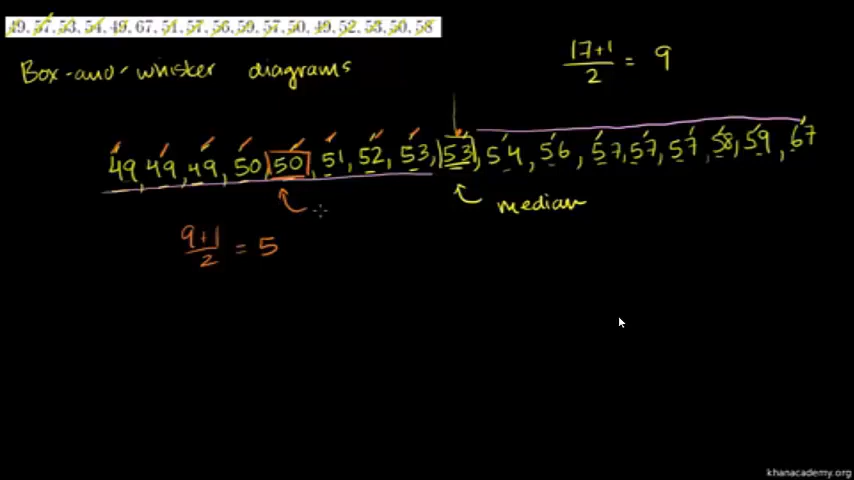 49, 57, 53, 54, 49, 67, 51, 57, 56, 59, 57, 50, 49, 52, 53, 50, 58
17+1
2
= 9
Box-and-whisker diagrams
49, 49, 49, 50, 50, 51, 52, 53, 53, 54, 56, 57, 57, 57, 58, 59, 67
median
9+1
2
= 5
khanacademy.org